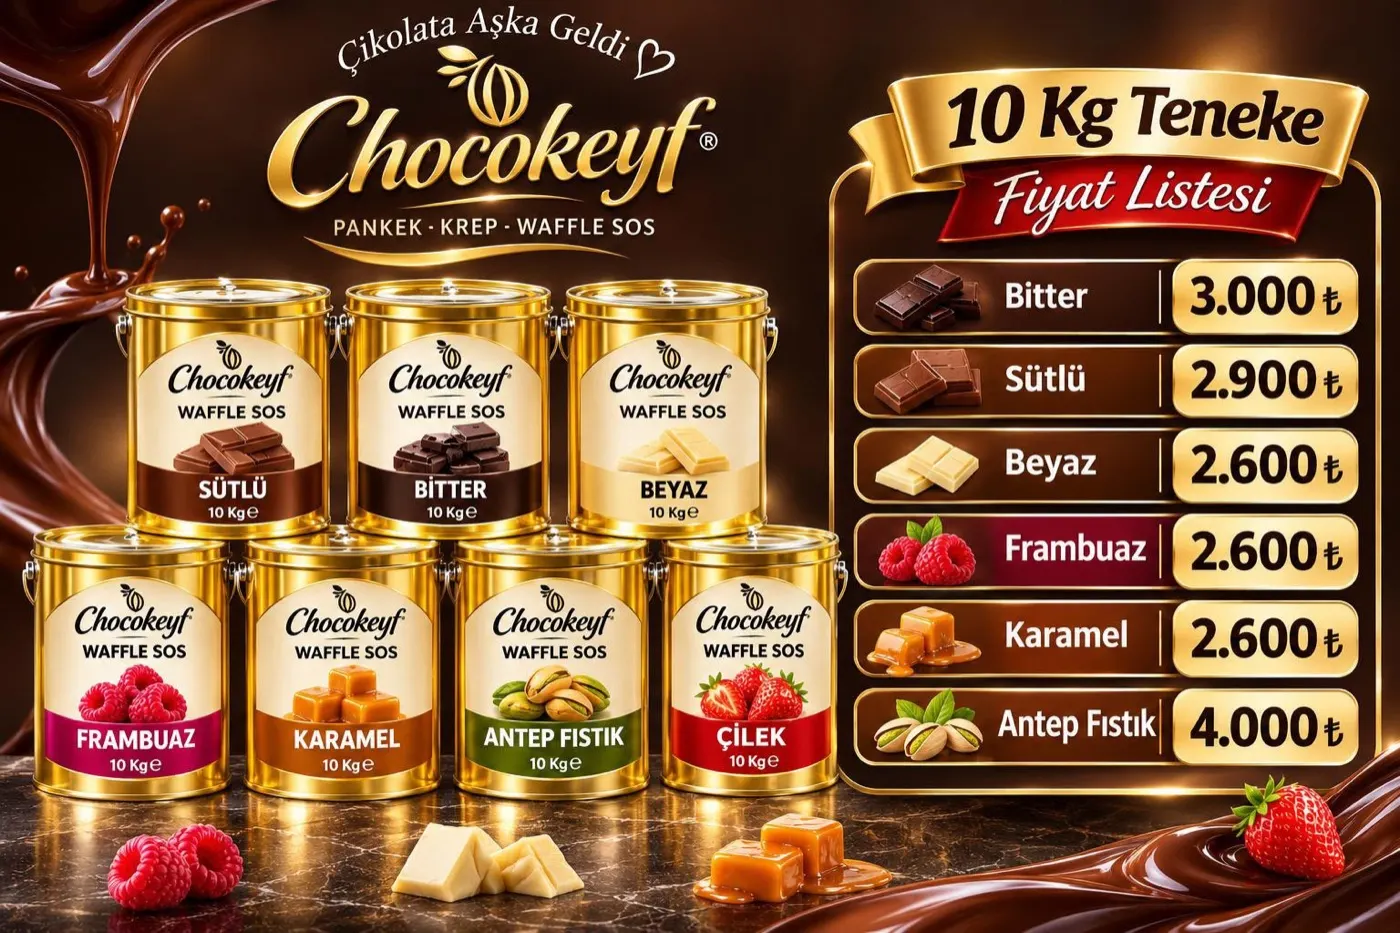 Çikolata Aşka Geldi
Chocokeyf®
PANKEK · KREP · WAFFLE SOS
10 Kg Teneke
Fiyat Listesi
Bitter 3.000 ₺
Sütlü 2.900 ₺
Beyaz 2.600 ₺
Frambuaz 2.600 ₺
Karamel 2.600 ₺
Antep Fıstık 4.000 ₺
Chocokeyf®
WAFFLE SOS
SÜTLÜ
10 Kg℮
Chocokeyf®
WAFFLE SOS
BİTTER
10 Kg℮
Chocokeyf®
WAFFLE SOS
BEYAZ
10 Kg℮
Chocokeyf®
WAFFLE SOS
FRAMBUAZ
10 Kg℮
Chocokeyf®
WAFFLE SOS
KARAMEL
10 Kg℮
Chocokeyf®
WAFFLE SOS
ANTEP FISTIK
10 Kg℮
Chocokeyf®
WAFFLE SOS
ÇİLEK
10 Kg℮